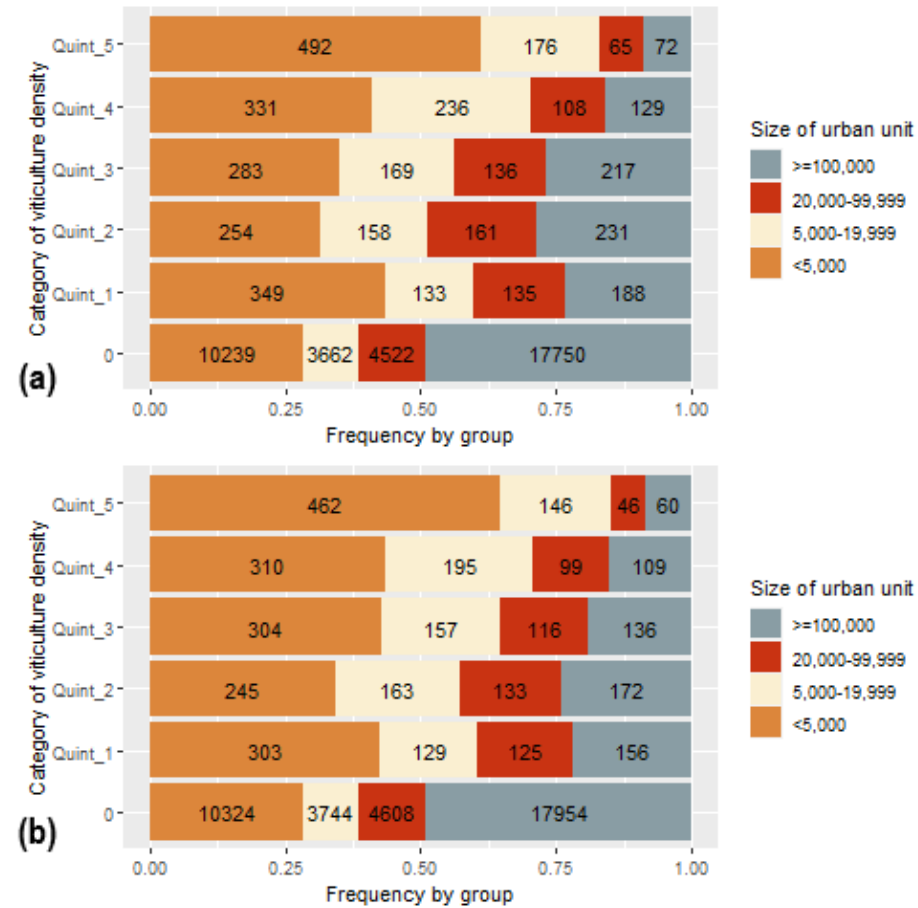 Category of viticulture density
Quint_5 492 176 65 72
Quint_4 331 236 108 129
Quint_3 283 169 136 217
Quint_2 254 158 161 231
Quint_1 349 133 135 188
0 10239 3662 4522 17750
(a)
0.00 0.25 0.50 0.75 1.00
Frequency by group
Size of urban unit
>=100,000
20,000-99,999
5,000-19,999
<5,000
Category of viticulture density
Quint_5 462 146 46 60
Quint_4 310 195 99 109
Quint_3 304 157 116 136
Quint_2 245 163 133 172
Quint_1 303 129 125 156
0 10324 3744 4608 17954
(b)
0.00 0.25 0.50 0.75 1.00
Frequency by group
Size of urban unit
>=100,000
20,000-99,999
5,000-19,999
<5,000